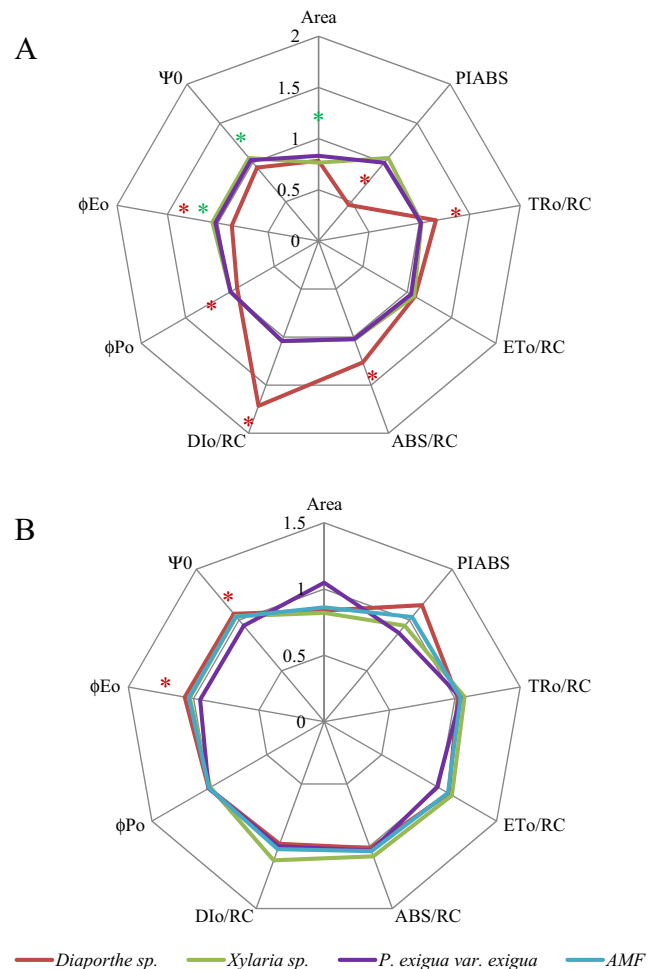 A
Area
2
1.5
1
0.5
0
PIABS
TRo/RC
ETo/RC
ABS/RC
DIo/RC
ϕPo
ϕEo
Ψ0
* * * * * * * * *
B
Area
1.5
1
0.5
0
PIABS
TRo/RC
ETo/RC
ABS/RC
DIo/RC
ϕPo
ϕEo
Ψ0
* *
Diaporthe sp. Xylaria sp. P. exigua var. exigua AMF